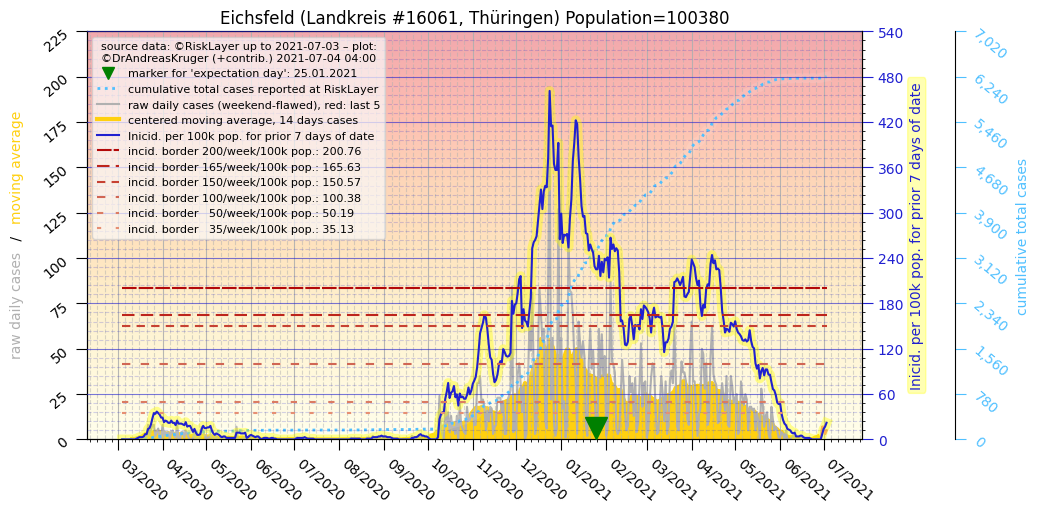 Eichsfeld (Landkreis #16061, Thüringen) Population=100380
source data: ©RiskLayer up to 2021-07-03 – plot:
©DrAndreasKruger (+contrib.) 2021-07-04 04:00
marker for 'expectation day': 25.01.2021
cumulative total cases reported at RiskLayer
raw daily cases (weekend-flawed), red: last 5
centered moving average, 14 days cases
Inicid. per 100k pop. for prior 7 days of date
incid. border 200/week/100k pop.: 200.76
incid. border 165/week/100k pop.: 165.63
incid. border 150/week/100k pop.: 150.57
incid. border 100/week/100k pop.: 100.38
incid. border 50/week/100k pop.: 50.19
incid. border 35/week/100k pop.: 35.13
raw daily cases / moving average
225
200
175
150
125
100
75
50
25
0
03/2020
04/2020
05/2020
06/2020
07/2020
08/2020
09/2020
10/2020
11/2020
12/2020
01/2021
02/2021
03/2021
04/2021
05/2021
06/2021
07/2021
540
480
420
360
300
240
180
120
60
0
Inicid. per 100k pop. for prior 7 days of date
7,020
6,240
5,460
4,680
3,900
3,120
2,340
1,560
780
0
cumulative total cases